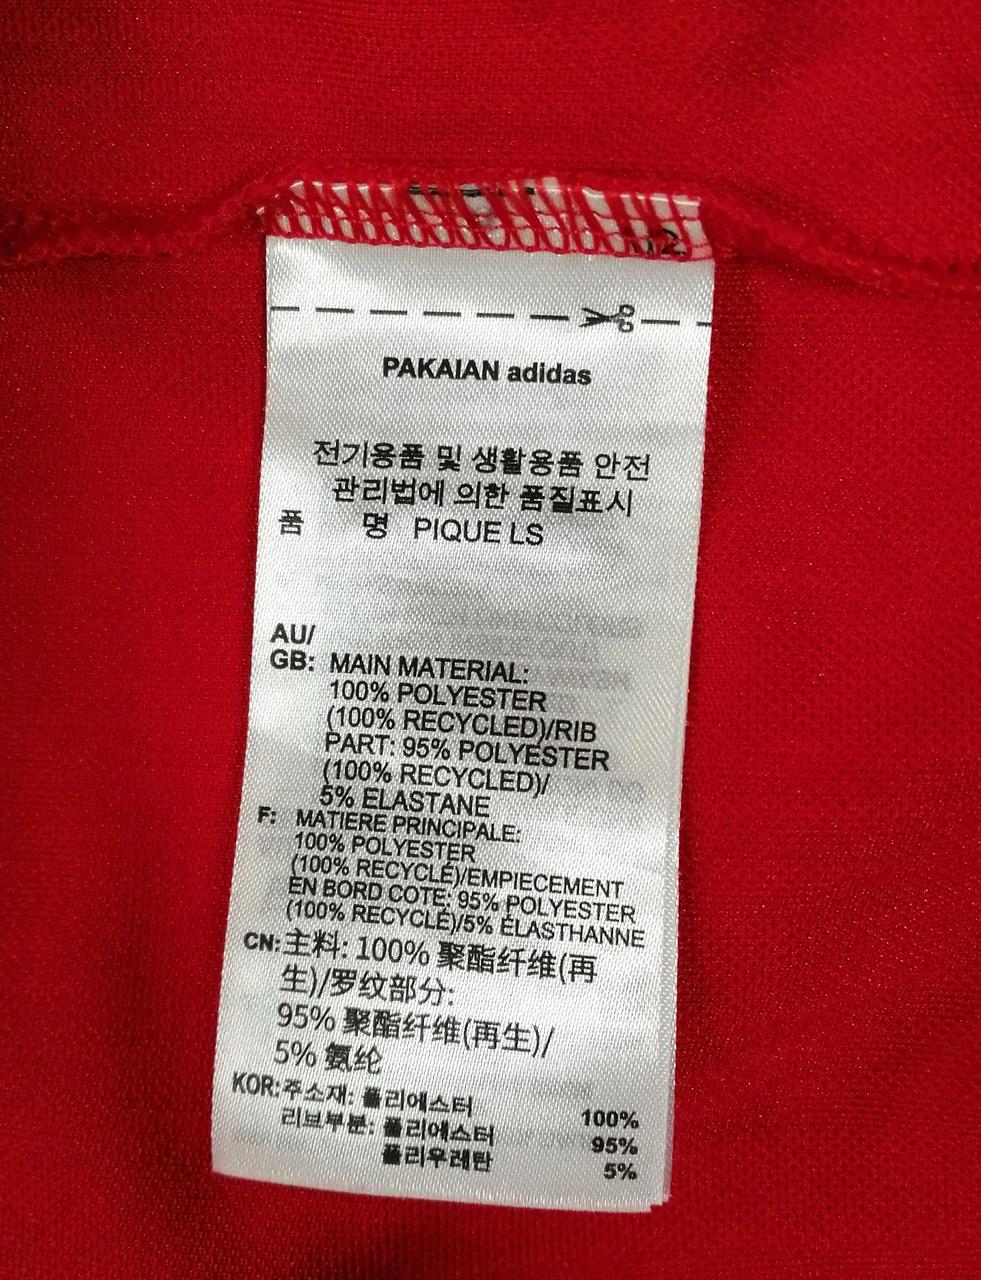 PAKAIAN adidas
전기용품 및 생활용품 안전
관리법에 의한 품질표시
품 명 PIQUE LS
AU/
GB: MAIN MATERIAL:
100% POLYESTER
(100% RECYCLED)/RIB
PART: 95% POLYESTER
(100% RECYCLED)/
5% ELASTANE
F: MATIERE PRINCIPALE:
100% POLYESTER
(100% RECYCLÉ)/EMPIECEMENT
EN BORD COTE: 95% POLYESTER
(100% RECYCLÉ)/5% ÉLASTHANNE
CN: 主料: 100% 聚酯纤维(再
生)/罗纹部分:
95% 聚酯纤维(再生)/
5% 氨纶
KOR: 주소재: 폴리에스터 100%
리브부분: 폴리에스터 95%
폴리우레탄 5%